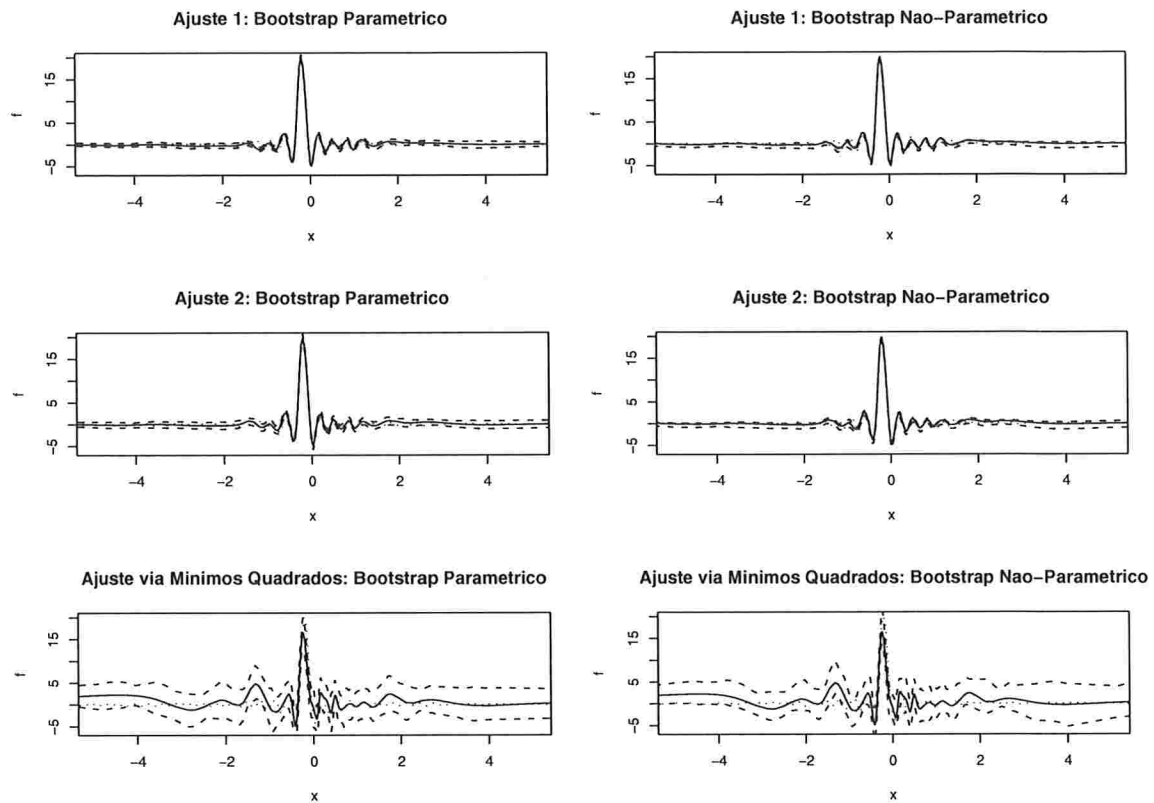 Ajuste 1: Bootstrap Parametrico
f
15
5
−5
−4 −2 0 2 4
x
Ajuste 1: Bootstrap Nao−Parametrico
f
15
5
−5
−4 −2 0 2 4
x
Ajuste 2: Bootstrap Parametrico
f
15
5
−5
−4 −2 0 2 4
x
Ajuste 2: Bootstrap Nao−Parametrico
f
15
5
−5
−4 −2 0 2 4
x
Ajuste via Minimos Quadrados: Bootstrap Parametrico
f
15
5
−5
−4 −2 0 2 4
x
Ajuste via Minimos Quadrados: Bootstrap Nao−Parametrico
f
15
5
−5
−4 −2 0 2 4
x